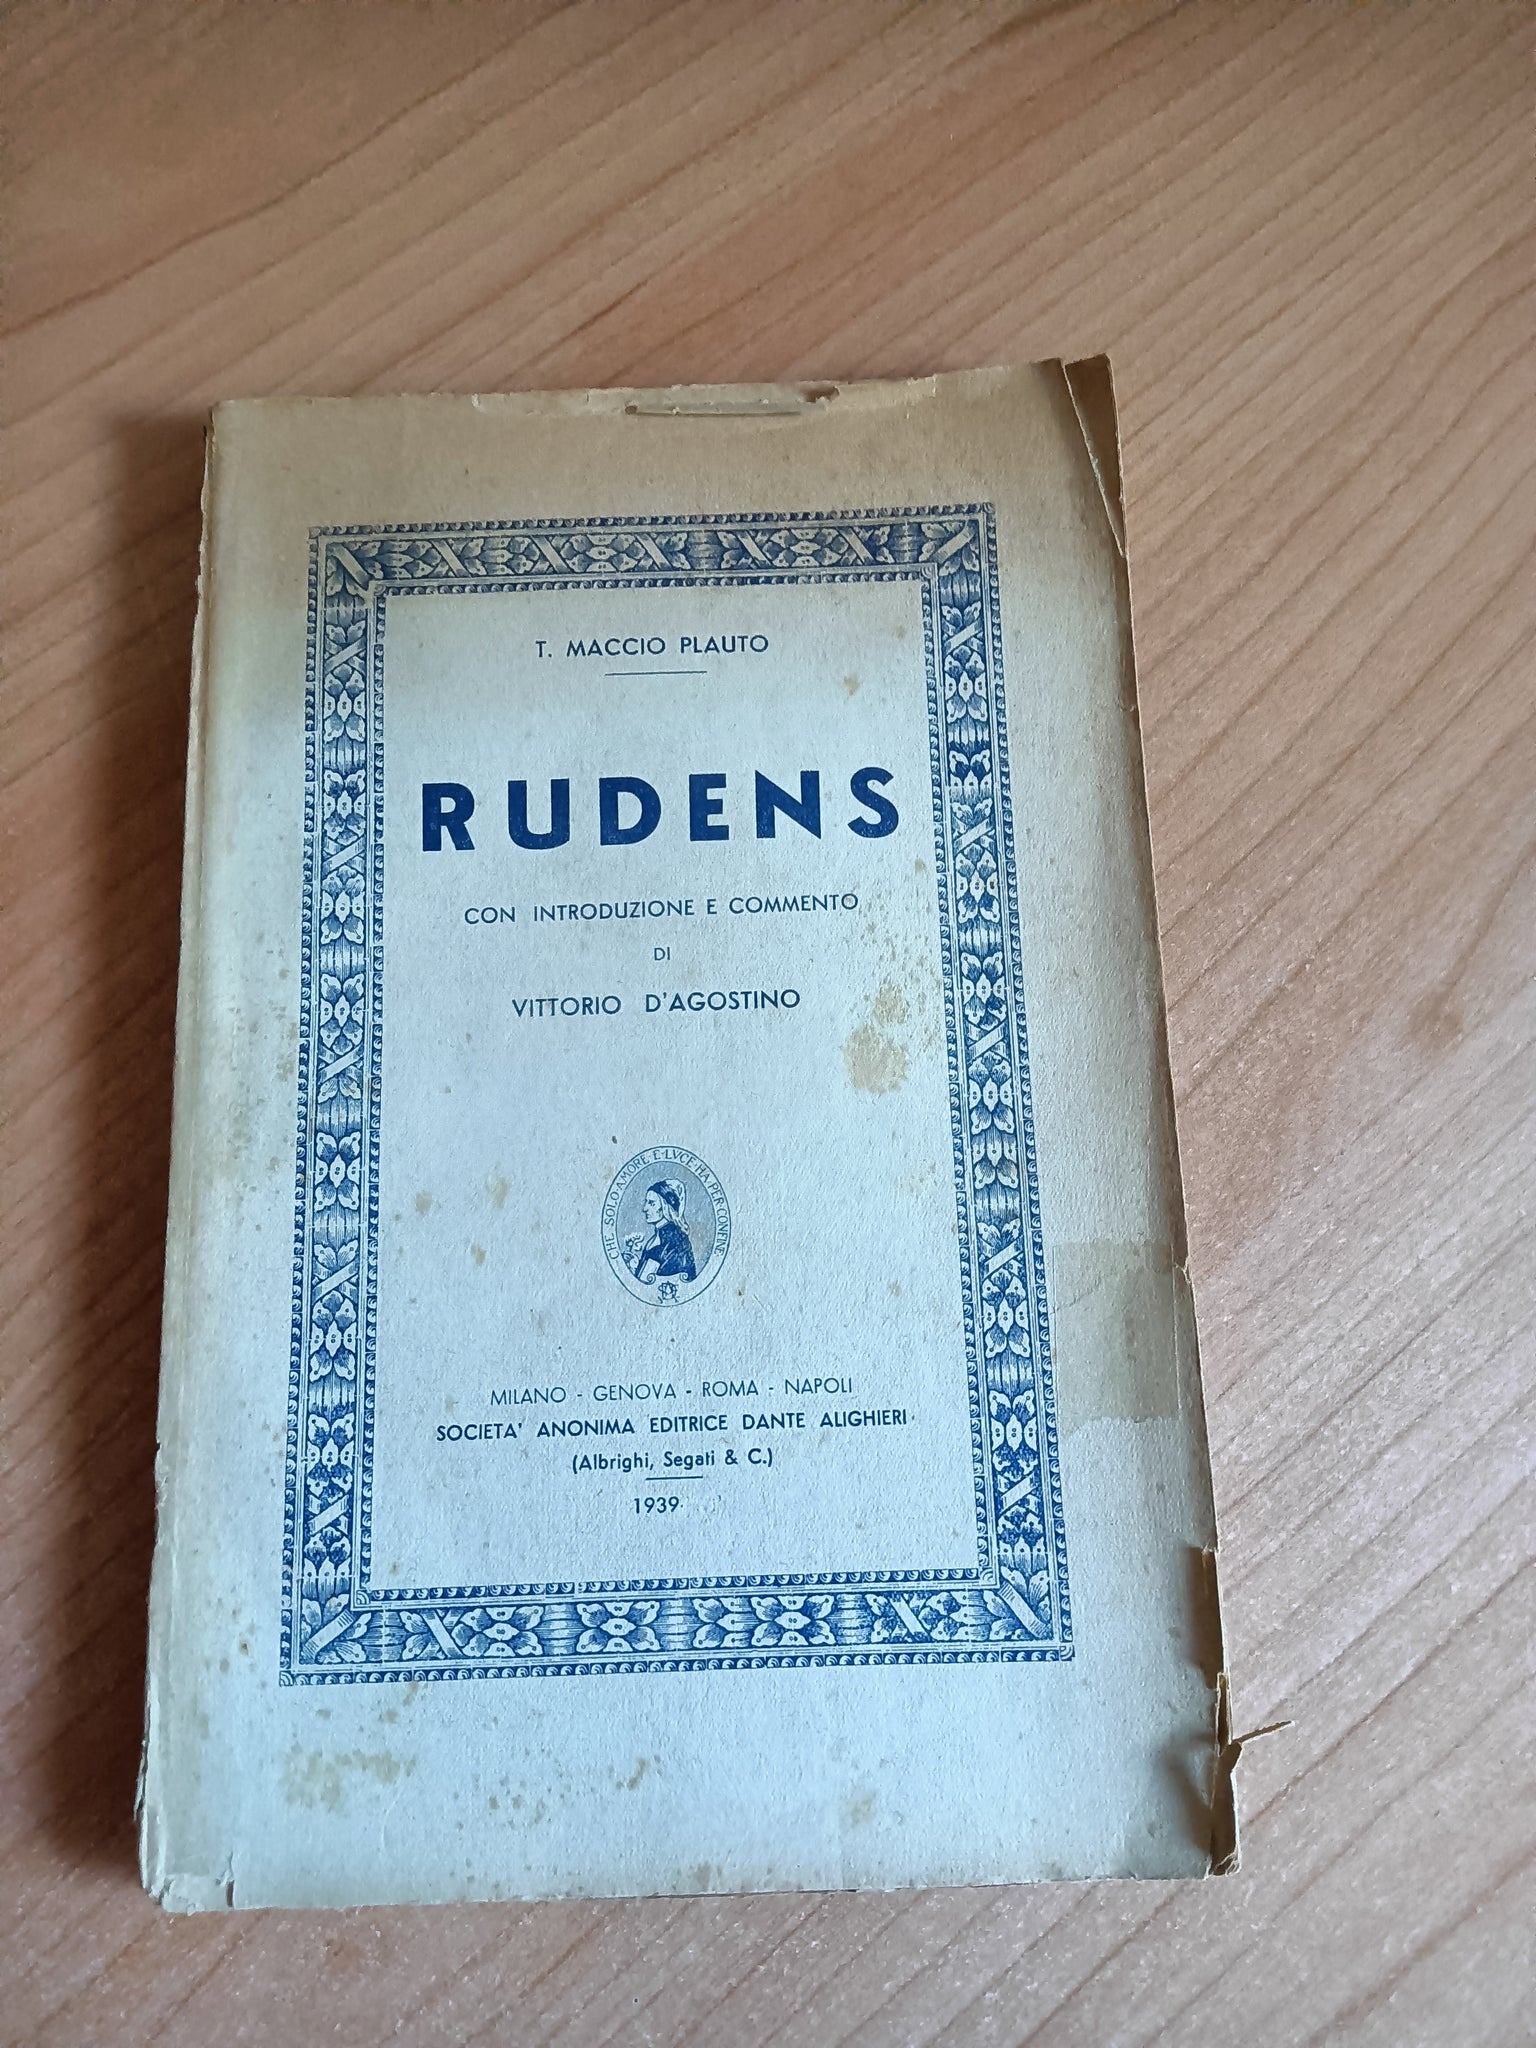 T. MACCIO PLAUTO
RUDENS
CON INTRODUZIONE E COMMENTO
DI
VITTORIO D'AGOSTINO
CHE·SOLO·AMORE·E·LVCE·HA·PER·CONFINE
MILANO - GENOVA - ROMA - NAPOLI
SOCIETA' ANONIMA EDITRICE DANTE ALIGHIERI
(Albrighi, Segati & C.)
1939